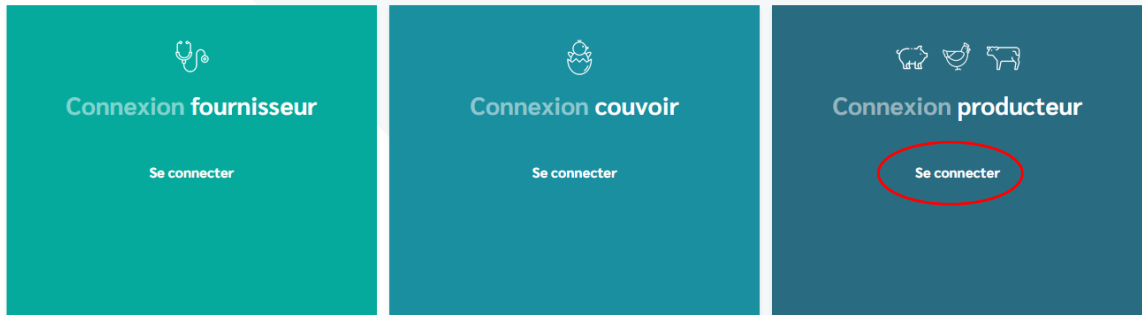 Connexion fournisseur
Se connecter
Connexion couvoir
Se connecter
Connexion producteur
Se connecter